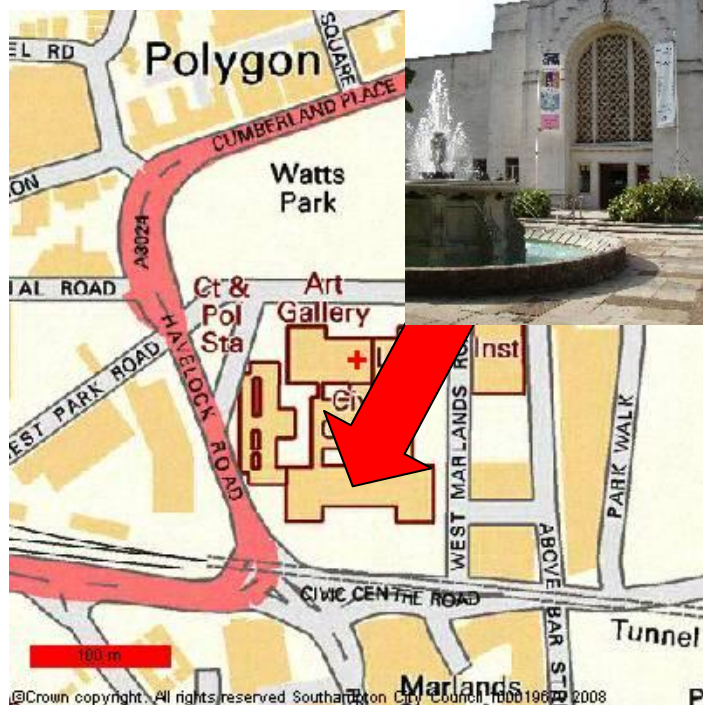 EL RD
Polygon
SQUARE
CUMBERLAND PLACE
Watts
Park
ON
A3024
IAL ROAD
Ct &
Pol
Sta
Art
Gallery
HAVELOCK ROAD
EST PARK ROAD
Inst
WEST MARLANDS RO
PARK WALK
ABOVE BAR ST
CIVIC CENTRE ROAD
Tunnel
100 m
Marlands
P
©Crown copyright. All rights reserved Southampton City Council 2008